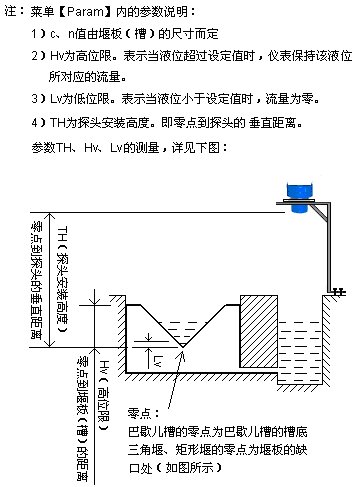 注：菜单【Param】内的参数说明：
1）c、n值由堰板（槽）的尺寸而定
2）Hv为高位限。表示当液位超过设定值时，仪表保持该液位
所对应的流量。
3）Lv为低位限。表示当液位小于设定值时，流量为零。
4）TH为探头安装高度。即零点到探头的 垂直距离。
参数TH、Hv、Lv的测量，详见下图：
TH（探头安装高度）
零点到探头的垂直距离
Lv
Hv（高位限）
零点到堰板（槽）的距离
零点：
巴歇儿槽的零点为巴歇儿槽的槽底
三角堰、矩形堰的零点为堰板的缺
口处（如图所示）